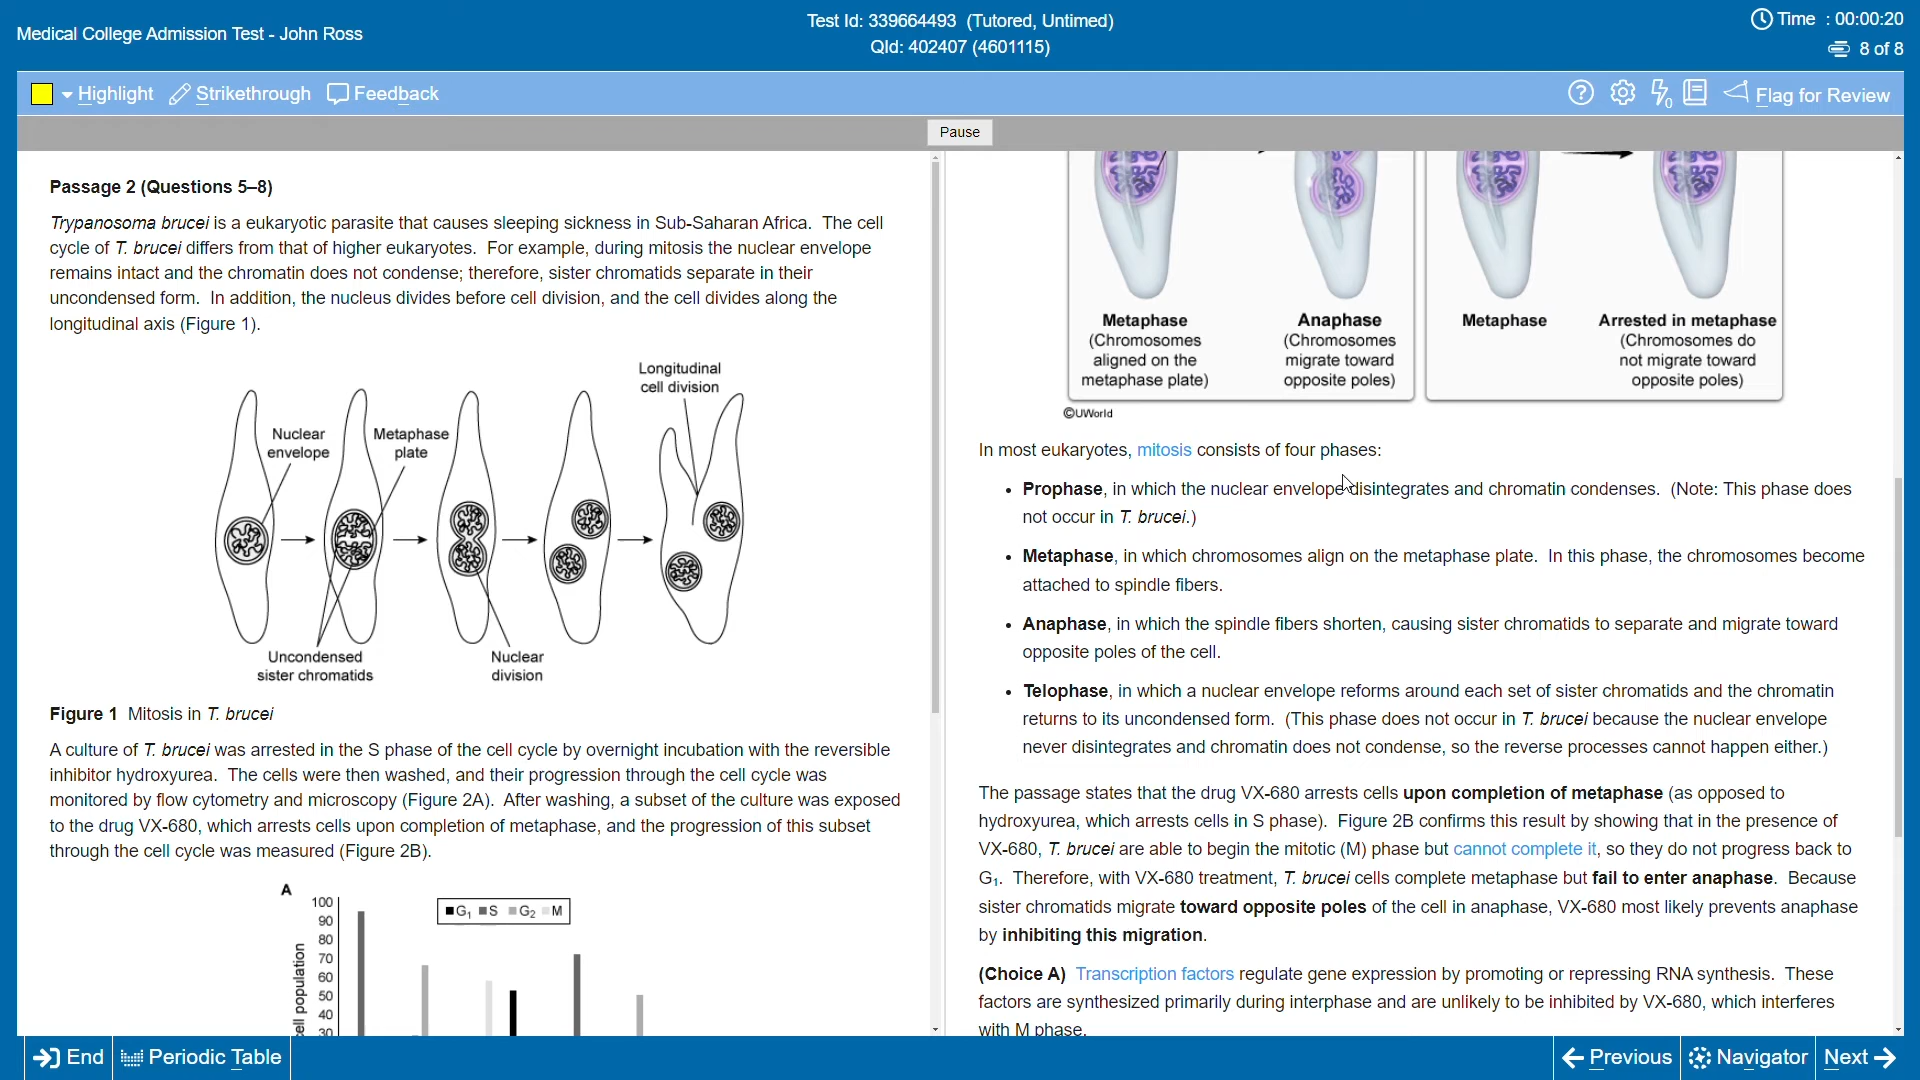 Medical College Admission Test - John Ross
Test Id: 339664493 (Tutored, Untimed)
QId: 402407 (4601115)
Time : 00:00:20
8 of 8
Highlight
Strikethrough
Feedback
0
Flag for Review
Pause
Passage 2 (Questions 5–8)
Trypanosoma brucei is a eukaryotic parasite that causes sleeping sickness in Sub-Saharan Africa. The cell
cycle of T. brucei differs from that of higher eukaryotes. For example, during mitosis the nuclear envelope
remains intact and the chromatin does not condense; therefore, sister chromatids separate in their
uncondensed form. In addition, the nucleus divides before cell division, and the cell divides along the
longitudinal axis (Figure 1).
Longitudinal
cell division
Nuclear
envelope
Metaphase
plate
Uncondensed
sister chromatids
Nuclear
division
Figure 1 Mitosis in T. brucei
A culture of T. brucei was arrested in the S phase of the cell cycle by overnight incubation with the reversible
inhibitor hydroxyurea. The cells were then washed, and their progression through the cell cycle was
monitored by flow cytometry and microscopy (Figure 2A). After washing, a subset of the culture was exposed
to the drug VX-680, which arrests cells upon completion of metaphase, and the progression of this subset
through the cell cycle was measured (Figure 2B).
A
100
90
80
70
60
50
40
30
cell population
G₁ S G₂ M
Metaphase
(Chromosomes
aligned on the
metaphase plate)
Anaphase
(Chromosomes
migrate toward
opposite poles)
Metaphase
Arrested in metaphase
(Chromosomes do
not migrate toward
opposite poles)
©UWorld
In most eukaryotes, mitosis consists of four phases:
• Prophase, in which the nuclear envelope disintegrates and chromatin condenses. (Note: This phase does
not occur in T. brucei.)
• Metaphase, in which chromosomes align on the metaphase plate. In this phase, the chromosomes become
attached to spindle fibers.
• Anaphase, in which the spindle fibers shorten, causing sister chromatids to separate and migrate toward
opposite poles of the cell.
• Telophase, in which a nuclear envelope reforms around each set of sister chromatids and the chromatin
returns to its uncondensed form. (This phase does not occur in T. brucei because the nuclear envelope
never disintegrates and chromatin does not condense, so the reverse processes cannot happen either.)
The passage states that the drug VX-680 arrests cells upon completion of metaphase (as opposed to
hydroxyurea, which arrests cells in S phase). Figure 2B confirms this result by showing that in the presence of
VX-680, T. brucei are able to begin the mitotic (M) phase but cannot complete it, so they do not progress back to
G₁. Therefore, with VX-680 treatment, T. brucei cells complete metaphase but fail to enter anaphase. Because
sister chromatids migrate toward opposite poles of the cell in anaphase, VX-680 most likely prevents anaphase
by inhibiting this migration.
(Choice A) Transcription factors regulate gene expression by promoting or repressing RNA synthesis. These
factors are synthesized primarily during interphase and are unlikely to be inhibited by VX-680, which interferes
with M phase.
End
Periodic Table
Previous
Navigator
Next